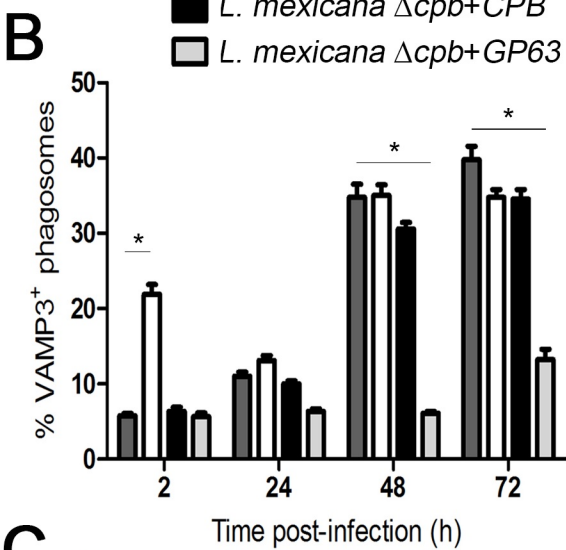 B
L. mexicana Δcpb+CPB
L. mexicana Δcpb+GP63
% VAMP3⁺ phagosomes
50
40
30
20
10
0
*
*
*
*
2 24 48 72
Time post-infection (h)
C